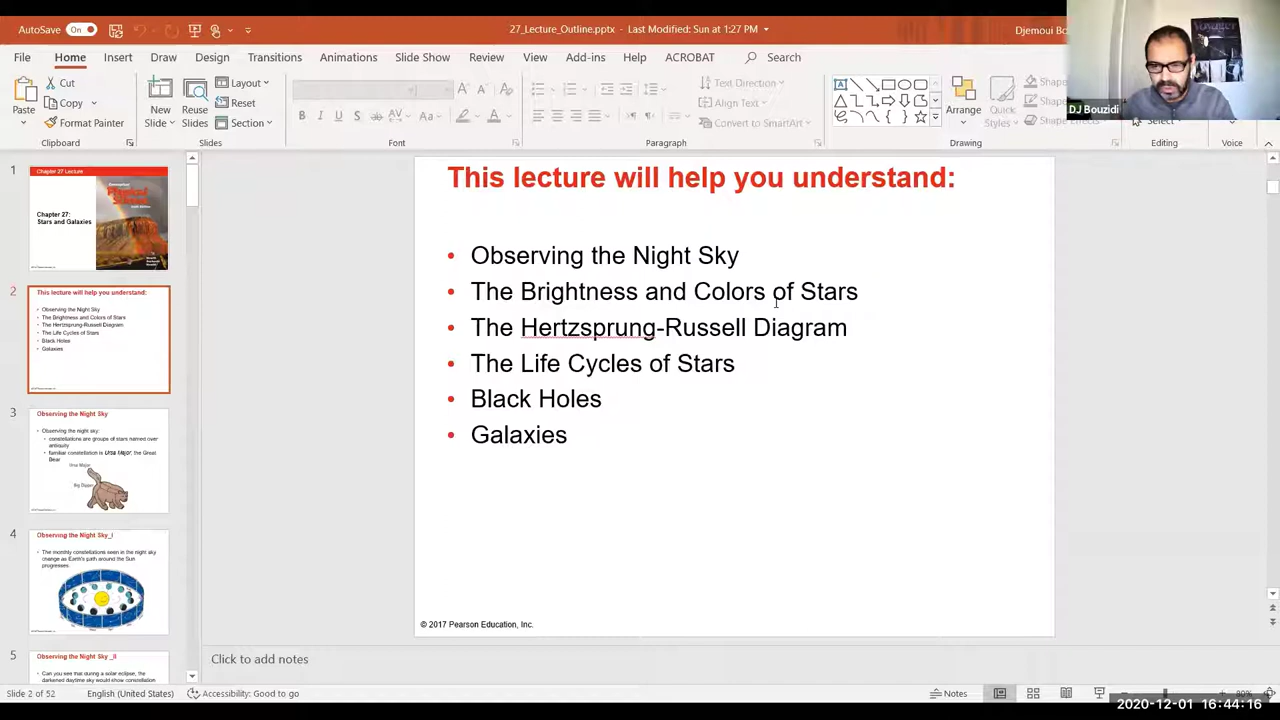 AutoSave
On
27_Lecture_Outline.pptx - Last Modified: Sun at 1:27 PM
Djemoui Bo
File Home Insert Draw Design Transitions Animations Slide Show Review View Add-ins Help ACROBAT Search
DJ Bouzidi
Paste
Cut
Copy
Format Painter
Clipboard
New
Slide
Reuse
Slides
Layout
Reset
Section
Slides
Font
Text Direction
Align Text
Convert to SmartArt
Paragraph
Arrange
Quick
Styles
Drawing
Select
Editing
Voice
1
Chapter 27 Lecture
Chapter 27:
Stars and Galaxies
2
This lecture will help you understand:
Observing the Night Sky
The Brightness and Colors of Stars
The Hertzsprung-Russell Diagram
The Life Cycles of Stars
Black Holes
Galaxies
3
Observing the Night Sky
• Observing the night sky:
• constellations are groups of stars named over
antiquity
• familiar constellation is Ursa Major, the Great
Bear
Ursa Major
Big Dipper
4
Observing the Night Sky_I
• The monthly constellations seen in the night sky
change as Earth's path around the Sun
progresses.
5
Observing the Night Sky _II
• Can you see that during a solar eclipse, the
darkened daytime sky would show constellation
This lecture will help you understand:
• Observing the Night Sky
• The Brightness and Colors of Stars
• The Hertzsprung-Russell Diagram
• The Life Cycles of Stars
• Black Holes
• Galaxies
© 2017 Pearson Education, Inc.
Click to add notes
Slide 2 of 52
English (United States)
Accessibility: Good to go
Notes
80%
2020-12-01 16:44:16